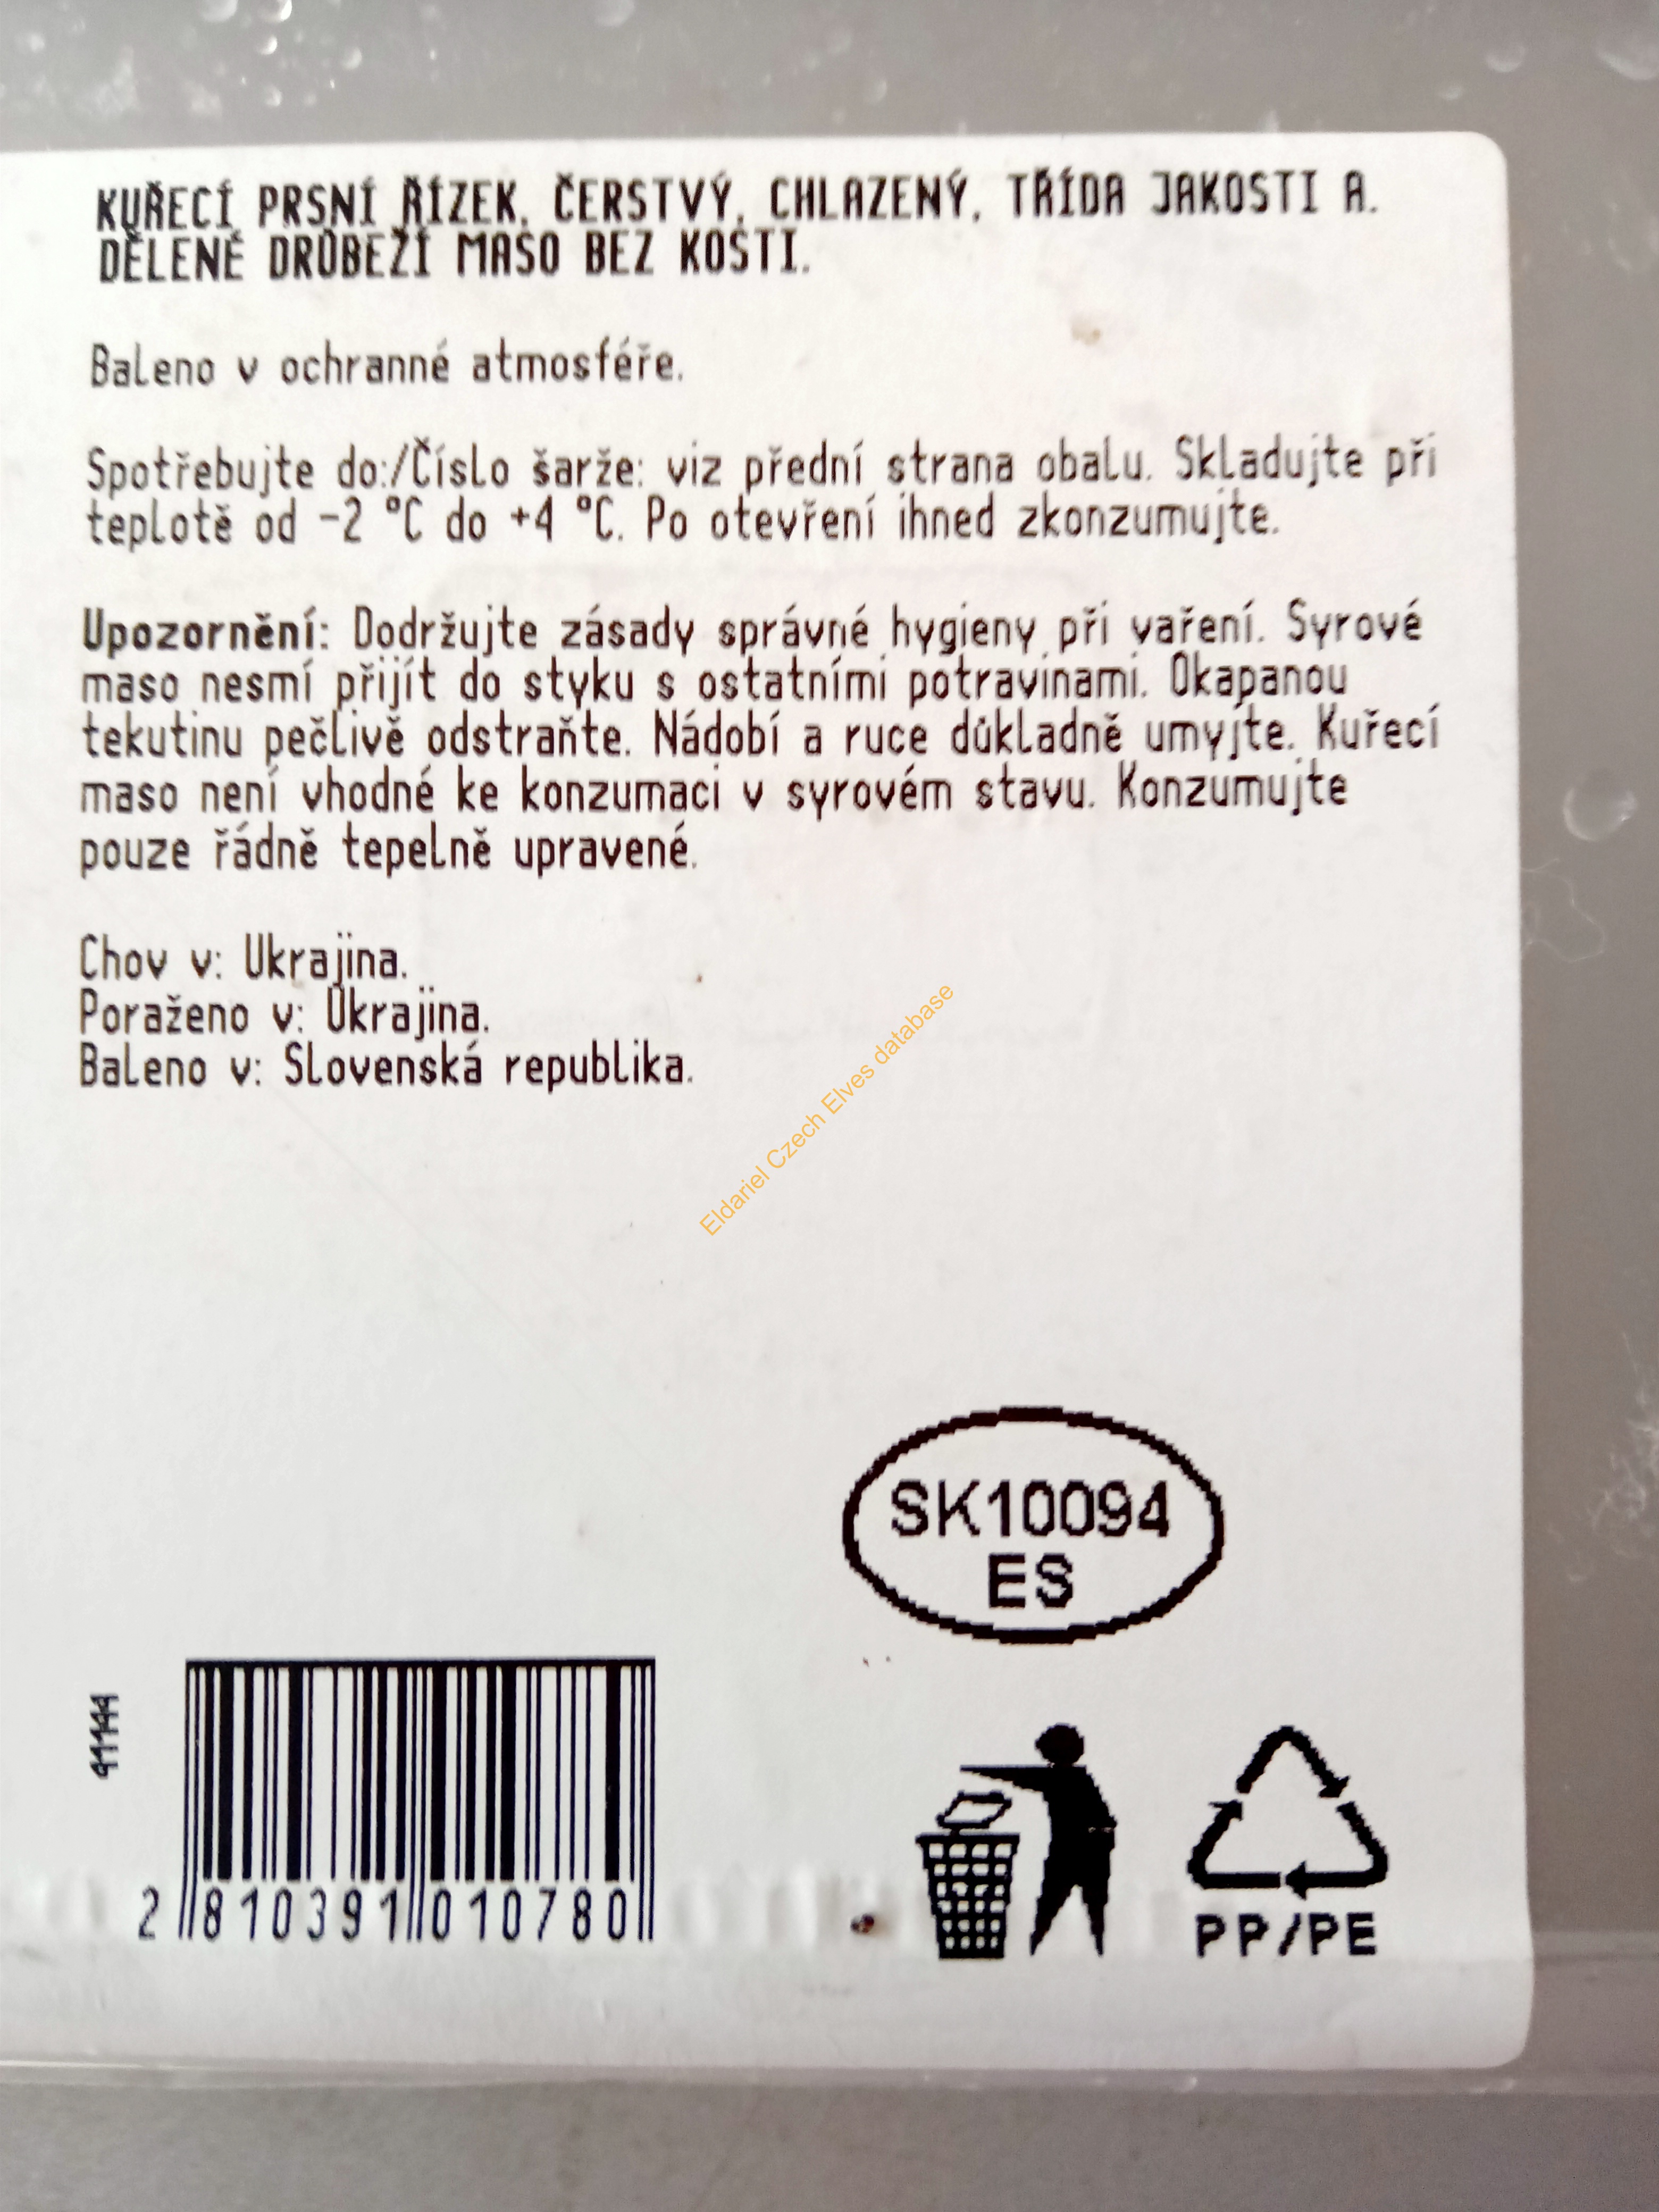 KUŘECÍ PRSNÍ ŘÍZEK, ČERSTVÝ, CHLAZENÝ, TŘÍDA JAKOSTI A.
DĚLENÉ DRŮBEŽÍ MASO BEZ KOSTI.
Baleno v ochranné atmosféře.
Spotřebujte do:/Číslo šarže: viz přední strana obalu. Skladujte při
teplotě od -2 °C do +4 °C. Po otevření ihned zkonzumujte.
Upozornění: Dodržujte zásady správné hygieny při vaření. Syrové
maso nesmí přijít do styku s ostatními potravinami. Okapanou
tekutinu pečlivě odstraňte. Nádobí a ruce důkladně umyjte. Kuřecí
maso není vhodné ke konzumaci v syrovém stavu. Konzumujte
pouze řádně tepelně upravené.
Chov v: Ukrajina.
Poraženo v: Ukrajina.
Baleno v: Slovenská republika.
Eldariel Czech Elves database
SK10094
ES
2 810391 010780
PP/PE